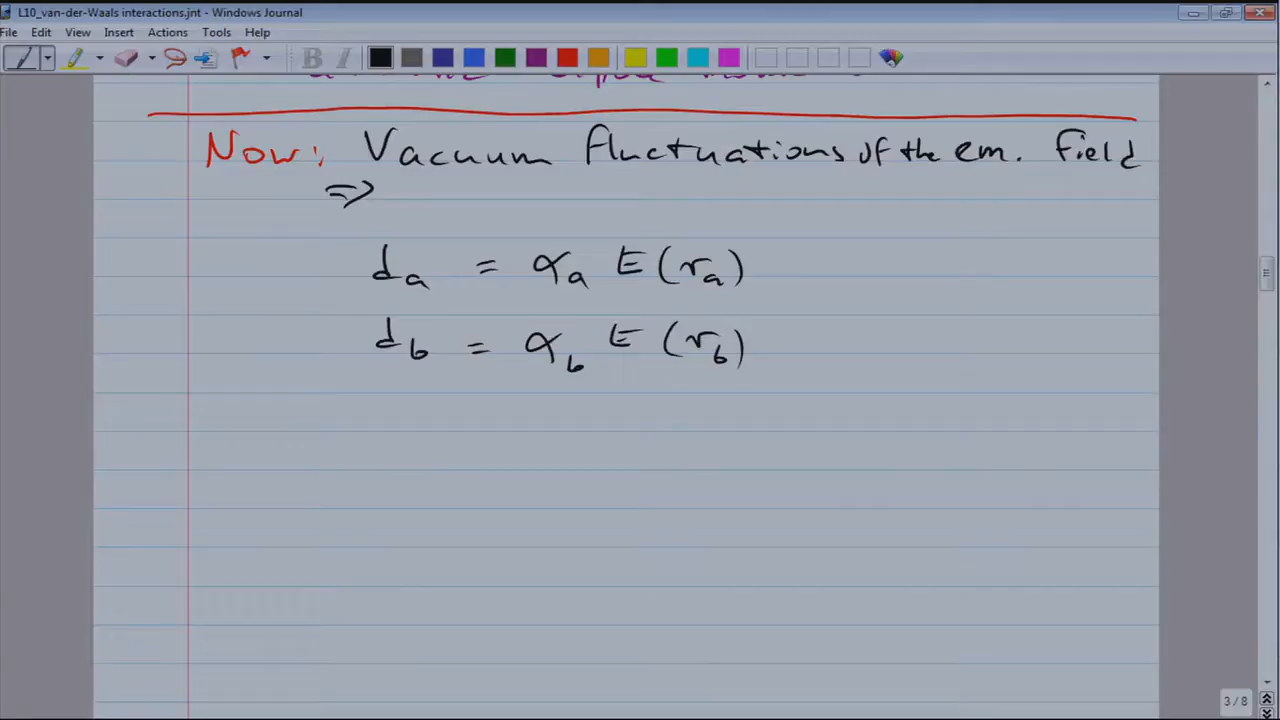 L10_van-der-Waals interactions.jnt - Windows Journal
File Edit View Insert Actions Tools Help
B I
Now: Vacuum fluctuations of the em. Field
⇒
d_a = α_a E(r_a)
d_b = α_b E(r_b)
3 / 8